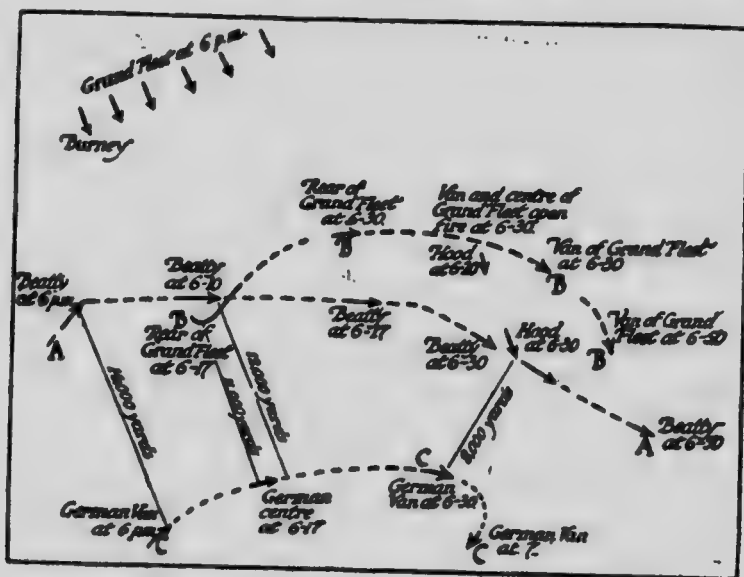 Grand Fleet at 6 p.m.
Burney
Rear of
Grand Fleet
at 6-30.
Van and centre of
Grand Fleet open
fire at 6-30.
Hood
at 6-20
Van of Grand Fleet
at 6-30
B
B
Beatty
at 6 p.m.
Beatty
at 6-10
B
Rear of
Grand Fleet
at 6-17
Beatty
at 6-17
Beatty
at 6-30
Hood
at 6-30
Van of Grand
Fleet at 6-50
B
A
14,000 yards
11,000 yards
12,000 yards
8,000 yards
A
Beatty
at 6-50
C
German Van
at 6 p.m.
C
German
centre
at 6-17
German
Van at 6-30.
German Van
at 7-
C